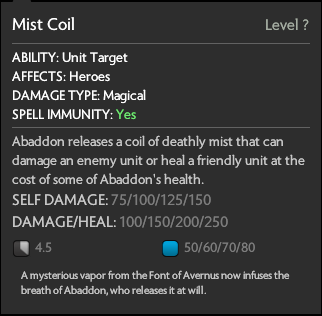 Mist Coil Level ?
ABILITY: Unit Target
AFFECTS: Heroes
DAMAGE TYPE: Magical
SPELL IMMUNITY: Yes
Abaddon releases a coil of deathly mist that can
damage an enemy unit or heal a friendly unit at the
cost of some of Abaddon's health.
SELF DAMAGE: 75/100/125/150
DAMAGE/HEAL: 100/150/200/250
4.5 50/60/70/80
A mysterious vapor from the Font of Avernus now infuses the
breath of Abaddon, who releases it at will.